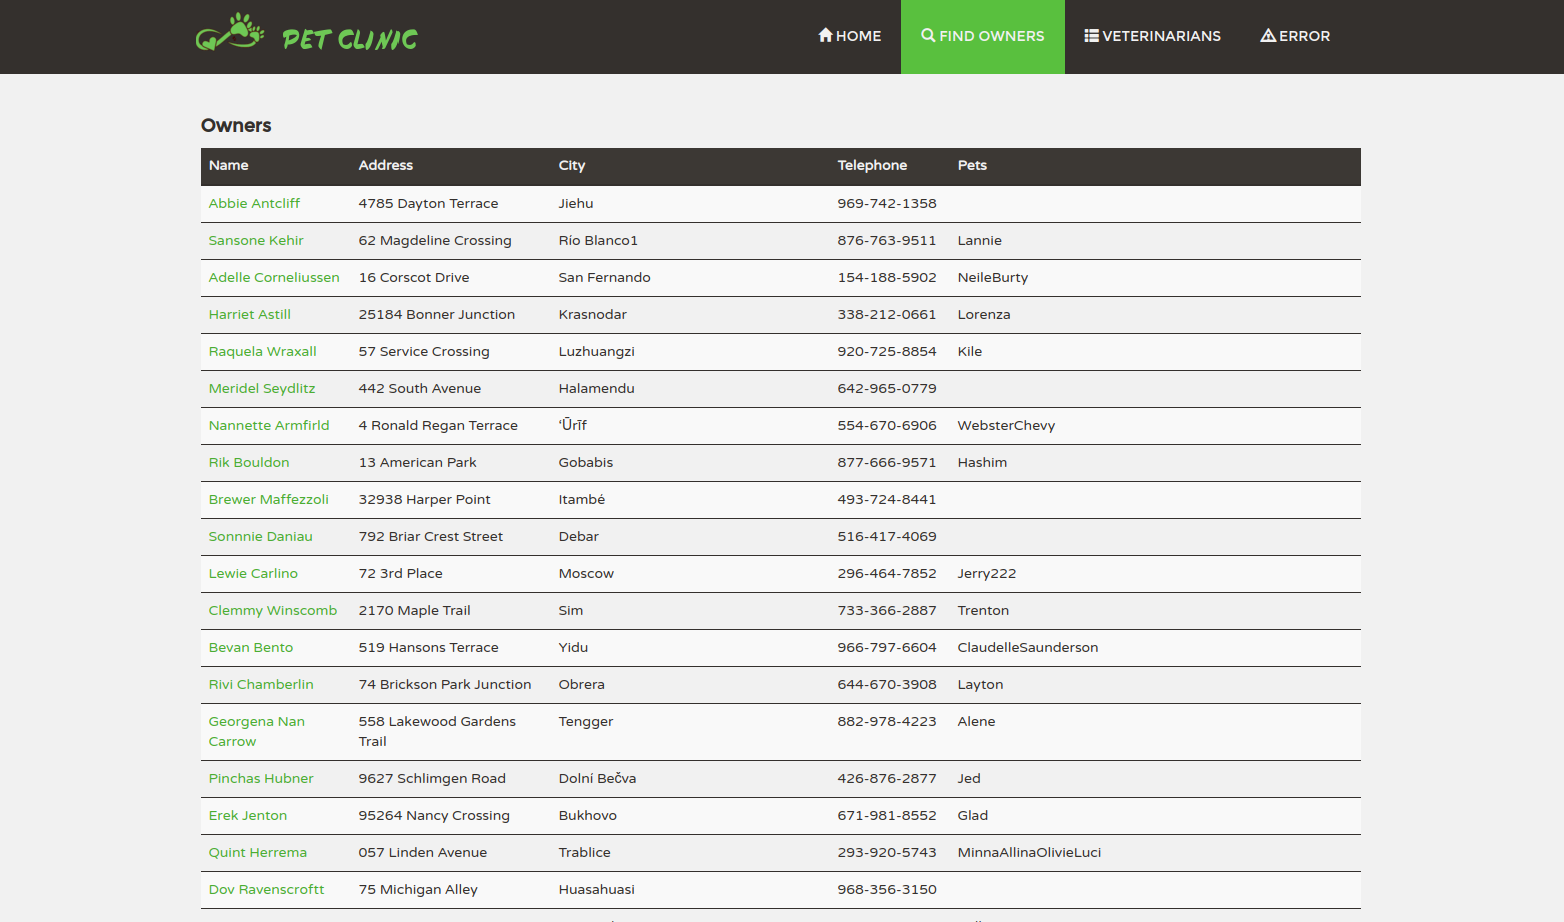 PET CLINIC HOME FIND OWNERS VETERINARIANS ERROR
Owners
Name Address City Telephone Pets
Abbie Antcliff 4785 Dayton Terrace Jiehu 969-742-1358
Sansone Kehir 62 Magdeline Crossing Río Blanco1 876-763-9511 Lannie
Adelle Corneliussen 16 Corscot Drive San Fernando 154-188-5902 NeileBurty
Harriet Astill 25184 Bonner Junction Krasnodar 338-212-0661 Lorenza
Raquela Wraxall 57 Service Crossing Luzhuangzi 920-725-8854 Kile
Meridel Seydlitz 442 South Avenue Halamendu 642-965-0779
Nannette Armfirld 4 Ronald Regan Terrace ‘Ūrīf 554-670-6906 WebsterChevy
Rik Bouldon 13 American Park Gobabis 877-666-9571 Hashim
Brewer Maffezzoli 32938 Harper Point Itambé 493-724-8441
Sonnnie Daniau 792 Briar Crest Street Debar 516-417-4069
Lewie Carlino 72 3rd Place Moscow 296-464-7852 Jerry222
Clemmy Winscomb 2170 Maple Trail Sim 733-366-2887 Trenton
Bevan Bento 519 Hansons Terrace Yidu 966-797-6604 ClaudelleSaunderson
Rivi Chamberlin 74 Brickson Park Junction Obrera 644-670-3908 Layton
Georgena Nan 558 Lakewood Gardens Tengger 882-978-4223 Alene
Carrow Trail
Pinchas Hubner 9627 Schlimgen Road Dolní Bečva 426-876-2877 Jed
Erek Jenton 95264 Nancy Crossing Bukhovo 671-981-8552 Glad
Quint Herrema 057 Linden Avenue Trablice 293-920-5743 MinnaAllinaOlivieLuci
Dov Ravenscroftt 75 Michigan Alley Huasahuasi 968-356-3150